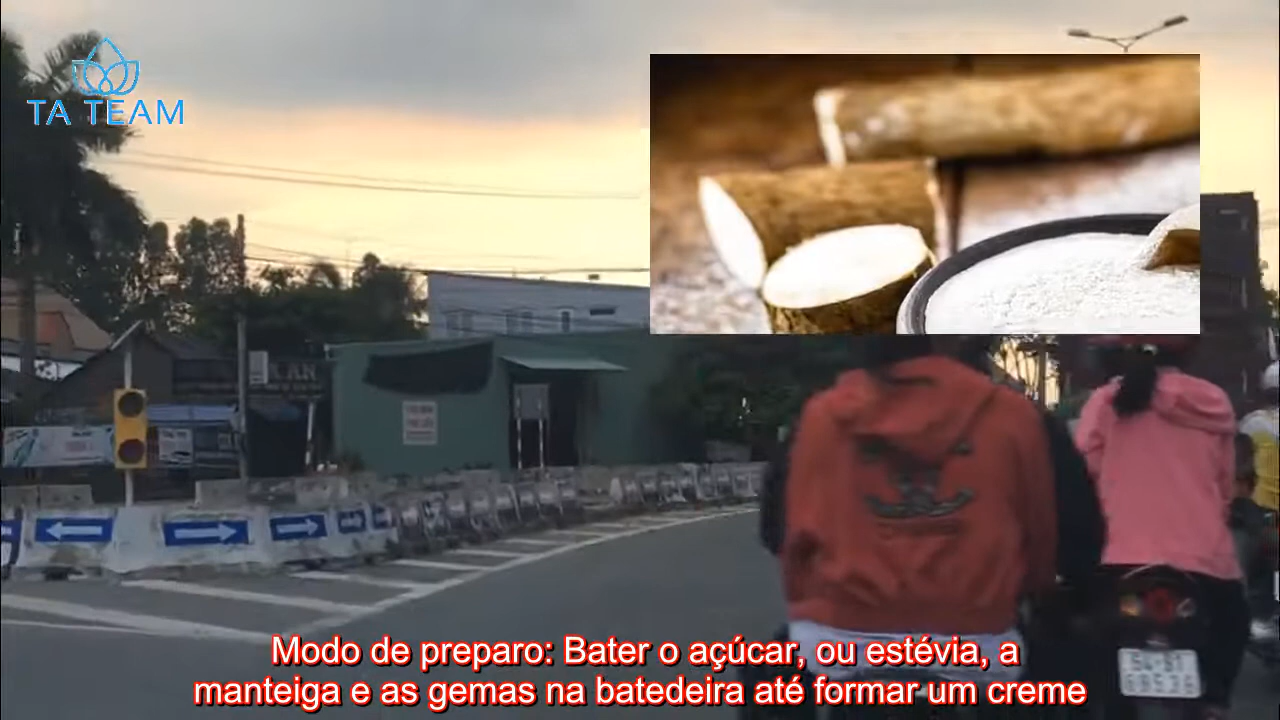 TA TEAM
Modo de preparo: Bater o açúcar, ou estévia, a
manteiga e as gemas na batedeira até formar um creme